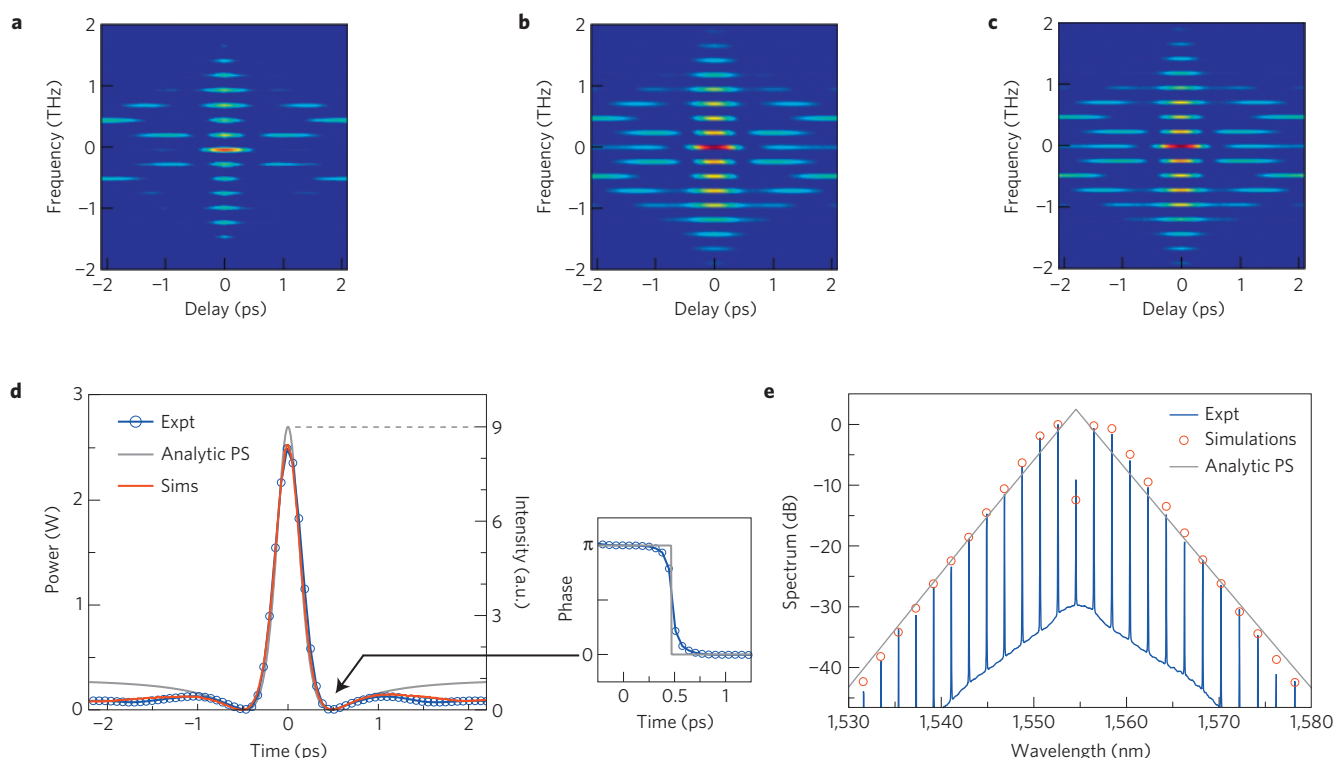 a
2
1
0
−1
−2
Frequency (THz)
−2 −1 0 1 2
Delay (ps)
b
2
1
0
−1
−2
Frequency (THz)
−2 −1 0 1 2
Delay (ps)
c
2
1
0
−1
−2
Frequency (THz)
−2 −1 0 1 2
Delay (ps)
d
3
2
1
0
Power (W)
Expt
Analytic PS
Sims
9
6
3
0
Intensity (a.u.)
−2 −1 0 1 2
Time (ps)
π
0
Phase
0 0.5 1
Time (ps)
e
0
−10
−20
−30
−40
Spectrum (dB)
Expt
Simulations
Analytic PS
1,530 1,540 1,550 1,560 1,570 1,580
Wavelength (nm)